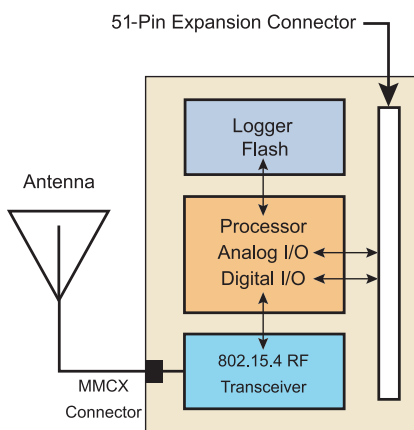 51-Pin Expansion Connector
Logger
Flash
Antenna
Processor
Analog I/O
Digital I/O
802.15.4 RF
Transceiver
MMCX
Connector